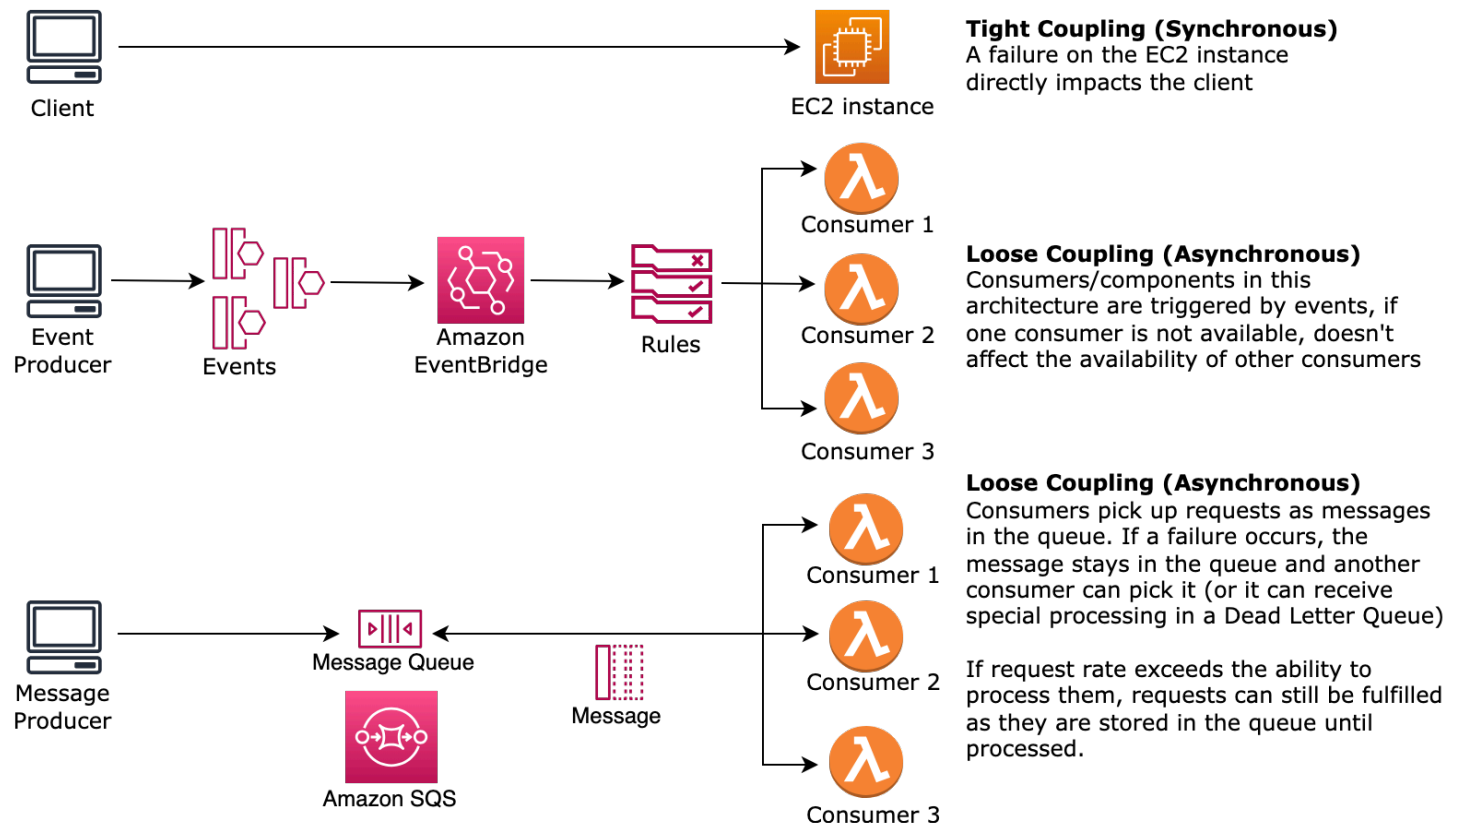 Client
EC2 instance
Tight Coupling (Synchronous)
A failure on the EC2 instance
directly impacts the client
Event
Producer
Events
Amazon
EventBridge
Rules
Consumer 1
Consumer 2
Consumer 3
Loose Coupling (Asynchronous)
Consumers/components in this
architecture are triggered by events, if
one consumer is not available, doesn't
affect the availability of other consumers
Message
Producer
Message Queue
Amazon SQS
Message
Consumer 1
Consumer 2
Consumer 3
Loose Coupling (Asynchronous)
Consumers pick up requests as messages
in the queue. If a failure occurs, the
message stays in the queue and another
consumer can pick it (or it can receive
special processing in a Dead Letter Queue)
If request rate exceeds the ability to
process them, requests can still be fulfilled
as they are stored in the queue until
processed.